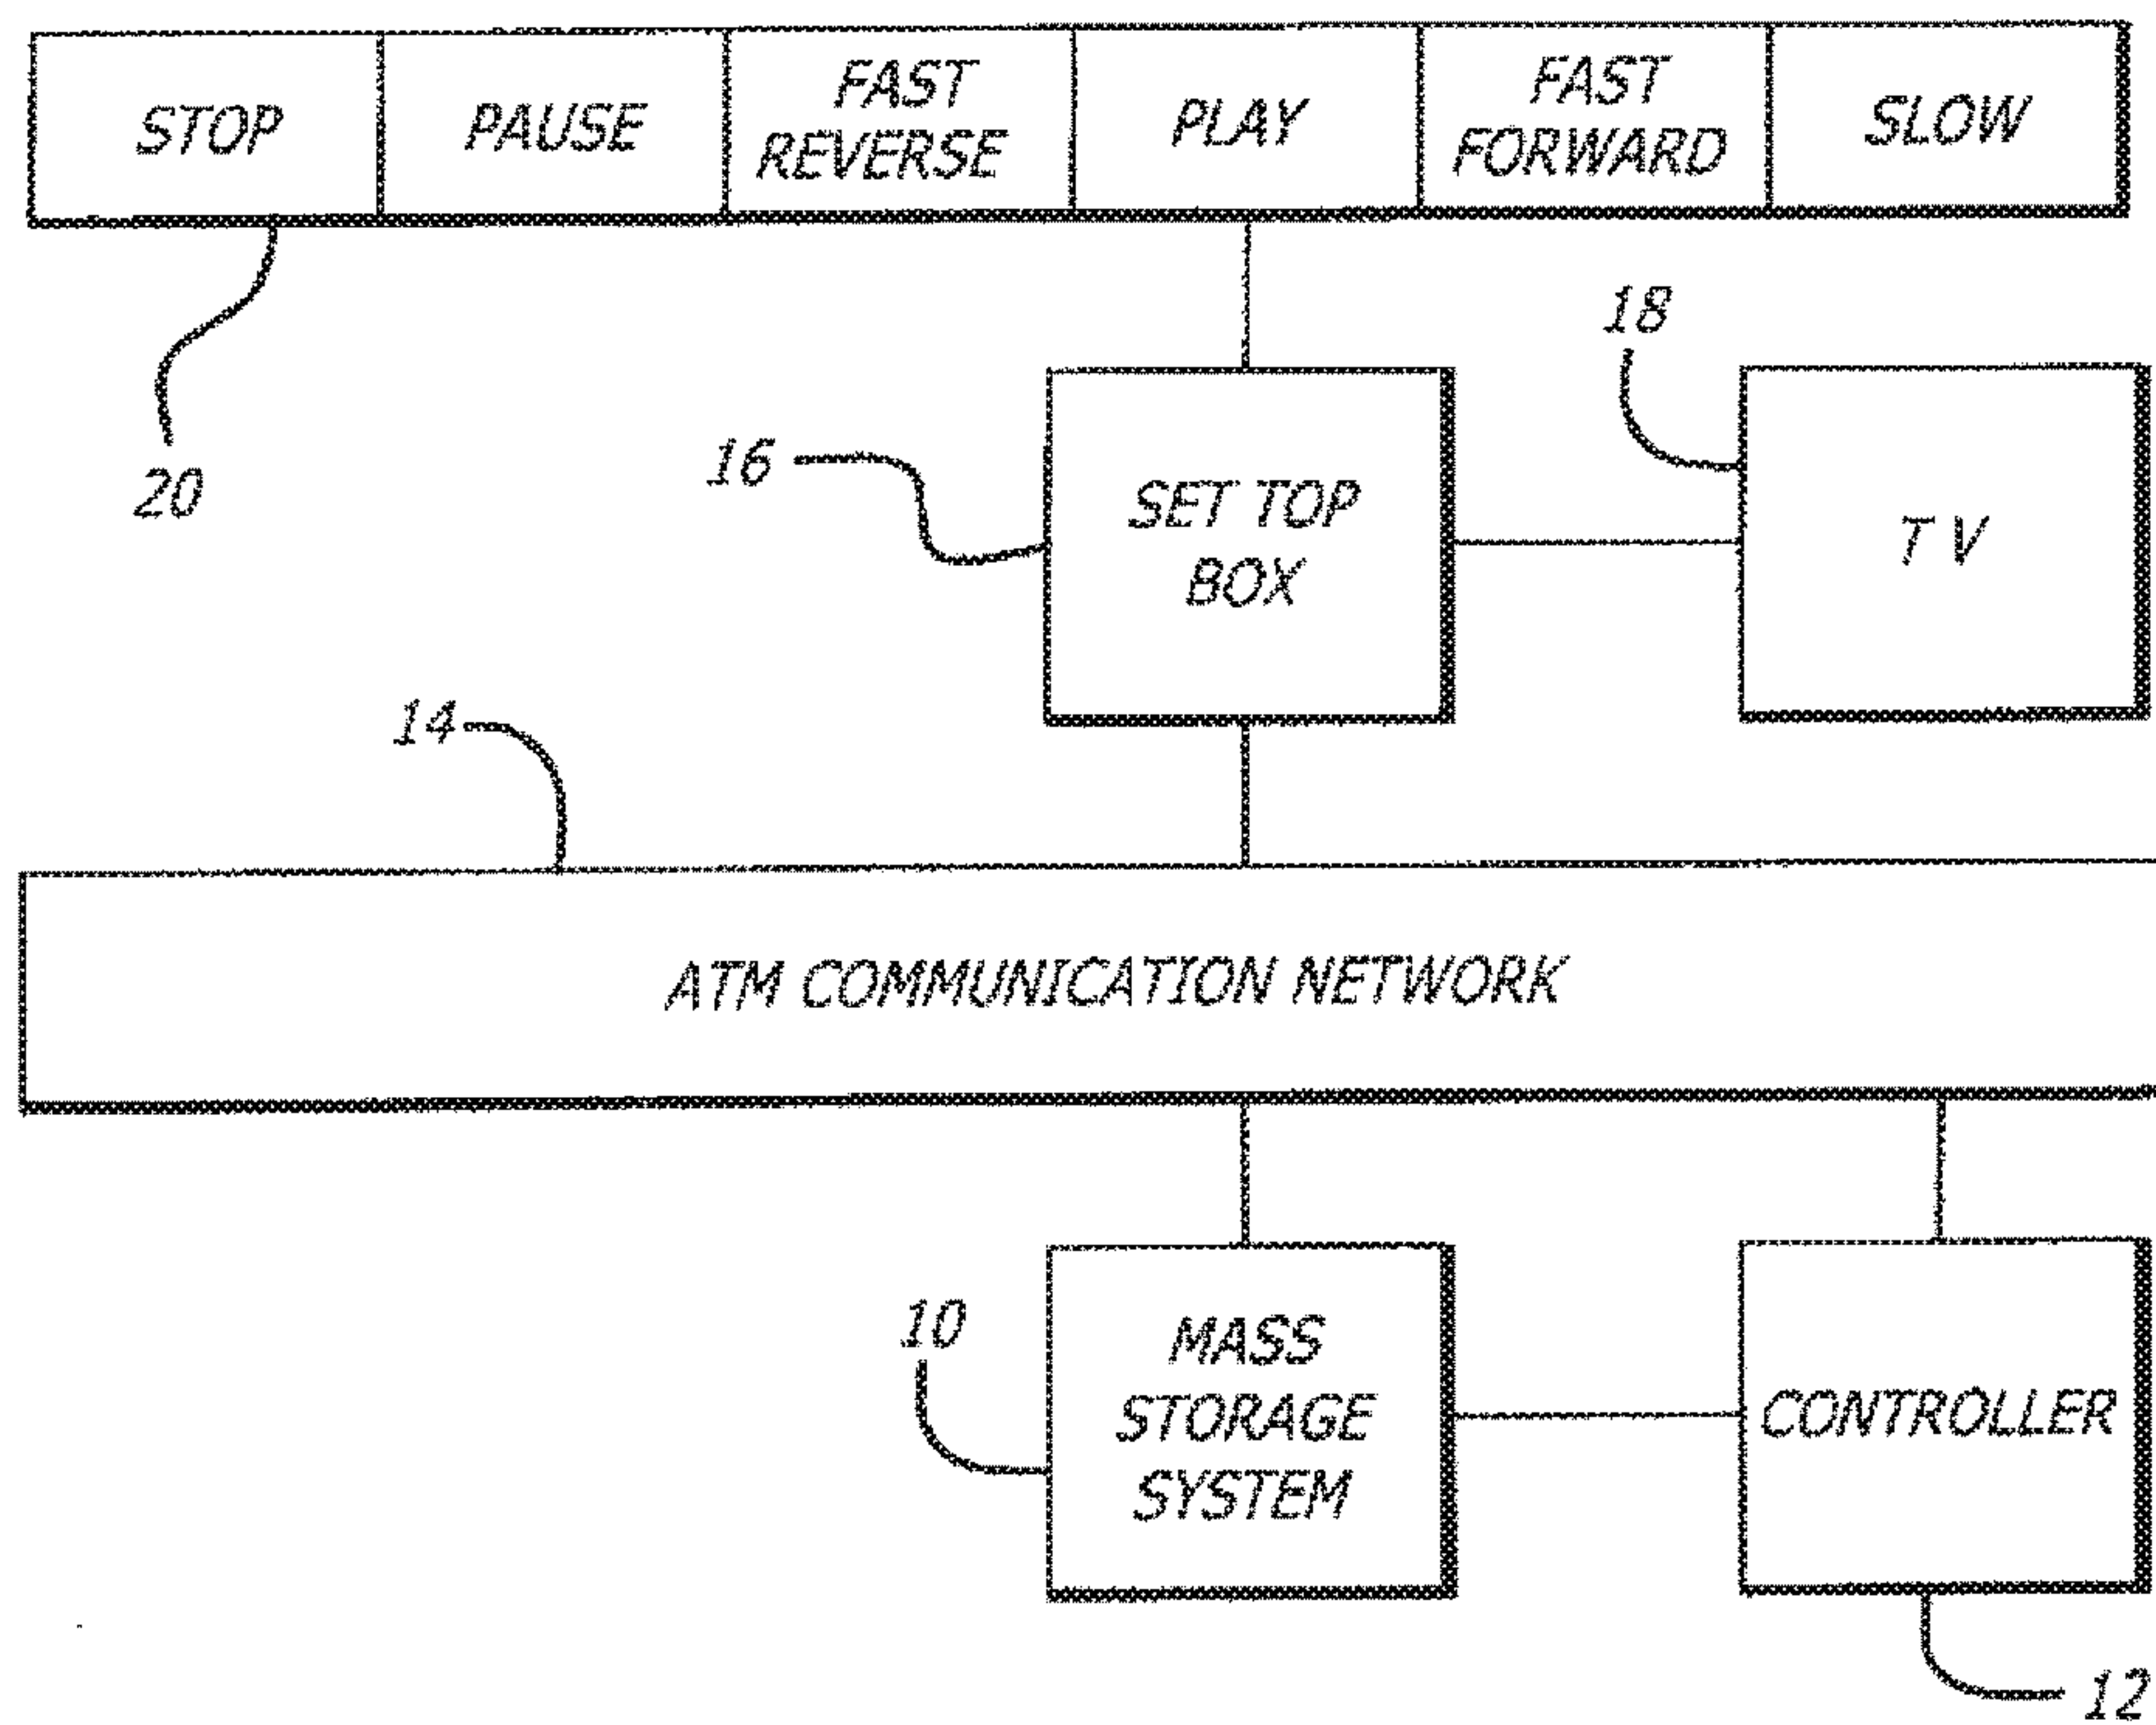 STOP
PAUSE
FAST
REVERSE
PLAY
FAST
FORWARD
SLOW
20
18
16
SET TOP
BOX
T V
14
ATM COMMUNICATION NETWORK
10
MASS
STORAGE
SYSTEM
CONTROLLER
12